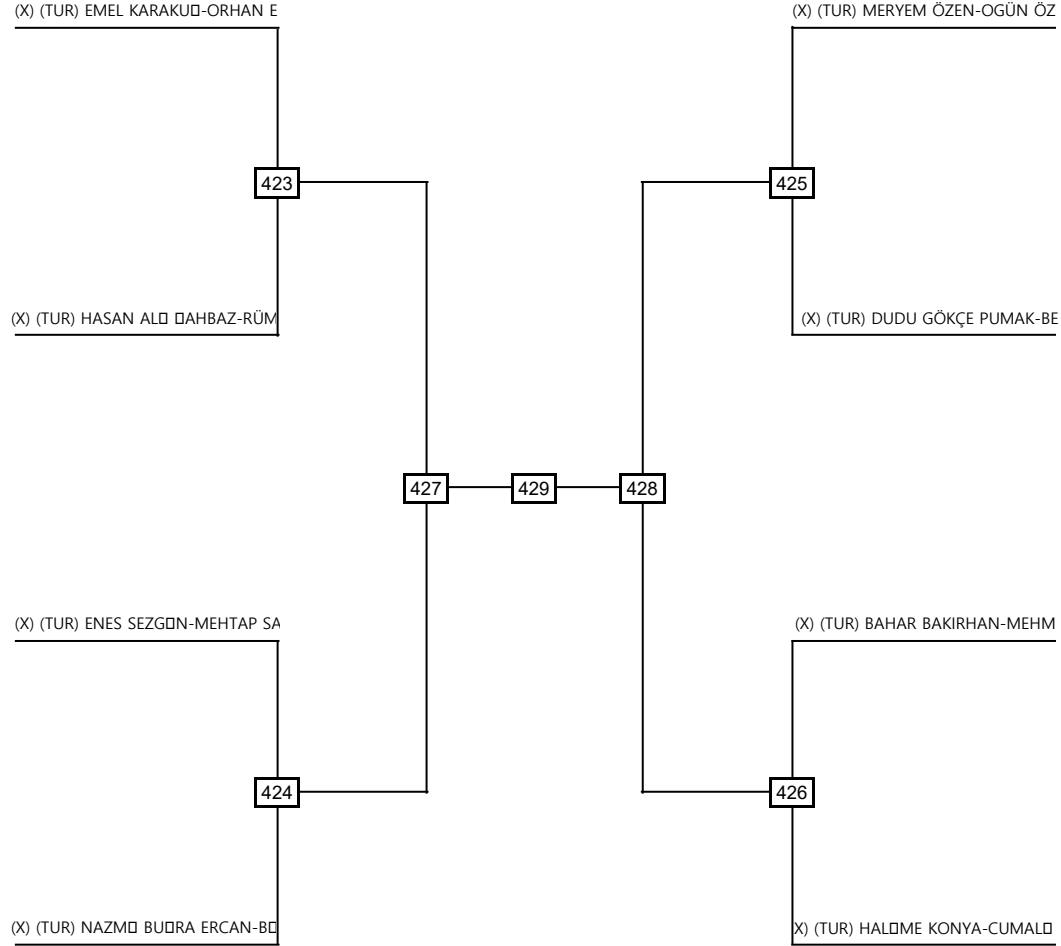 (X) (TUR) EMEL KARAKU▯-ORHAN E
(X) (TUR) MERYEM ÖZEN-OGÜN ÖZ
423
425
(X) (TUR) HASAN AL▯ ▯AHBAZ-RÜM
(X) (TUR) DUDU GÖKÇE PUMAK-BE
427
429
428
(X) (TUR) ENES SEZG▯N-MEHTAP SA
(X) (TUR) BAHAR BAKIRHAN-MEHM
424
426
(X) (TUR) NAZM▯ BU▯RA ERCAN-B▯
X) (TUR) HAL▯ME KONYA-CUMAL▯